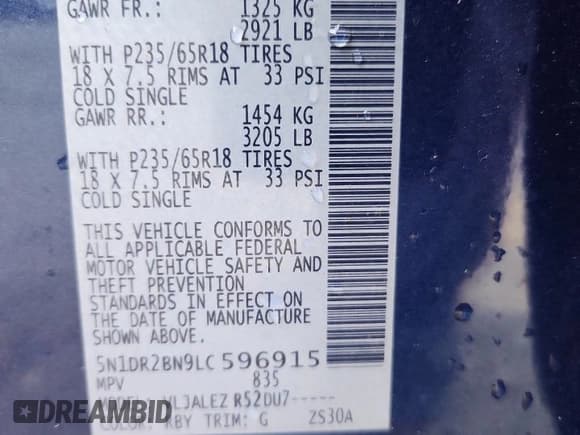 GAWR FR.: 1325 KG
2921 LB
WITH P235/65R18 TIRES
18 X 7.5 RIMS AT 33 PSI
COLD SINGLE
GAWR RR.: 1454 KG
3205 LB
WITH P235/65R18 TIRES
18 X 7.5 RIMS AT 33 PSI
COLD SINGLE
THIS VEHICLE CONFORMS TO
ALL APPLICABLE FEDERAL
MOTOR VEHICLE SAFETY AND
THEFT PREVENTION
STANDARDS IN EFFECT ON
THE DATE OF MANUFACTURE
SHOWN ABOVE.
5N1DR2BN9LC596915
MPV 835
R52DU7-----
COLOR: RBY TRIM: G 2S30A
DREAMBID